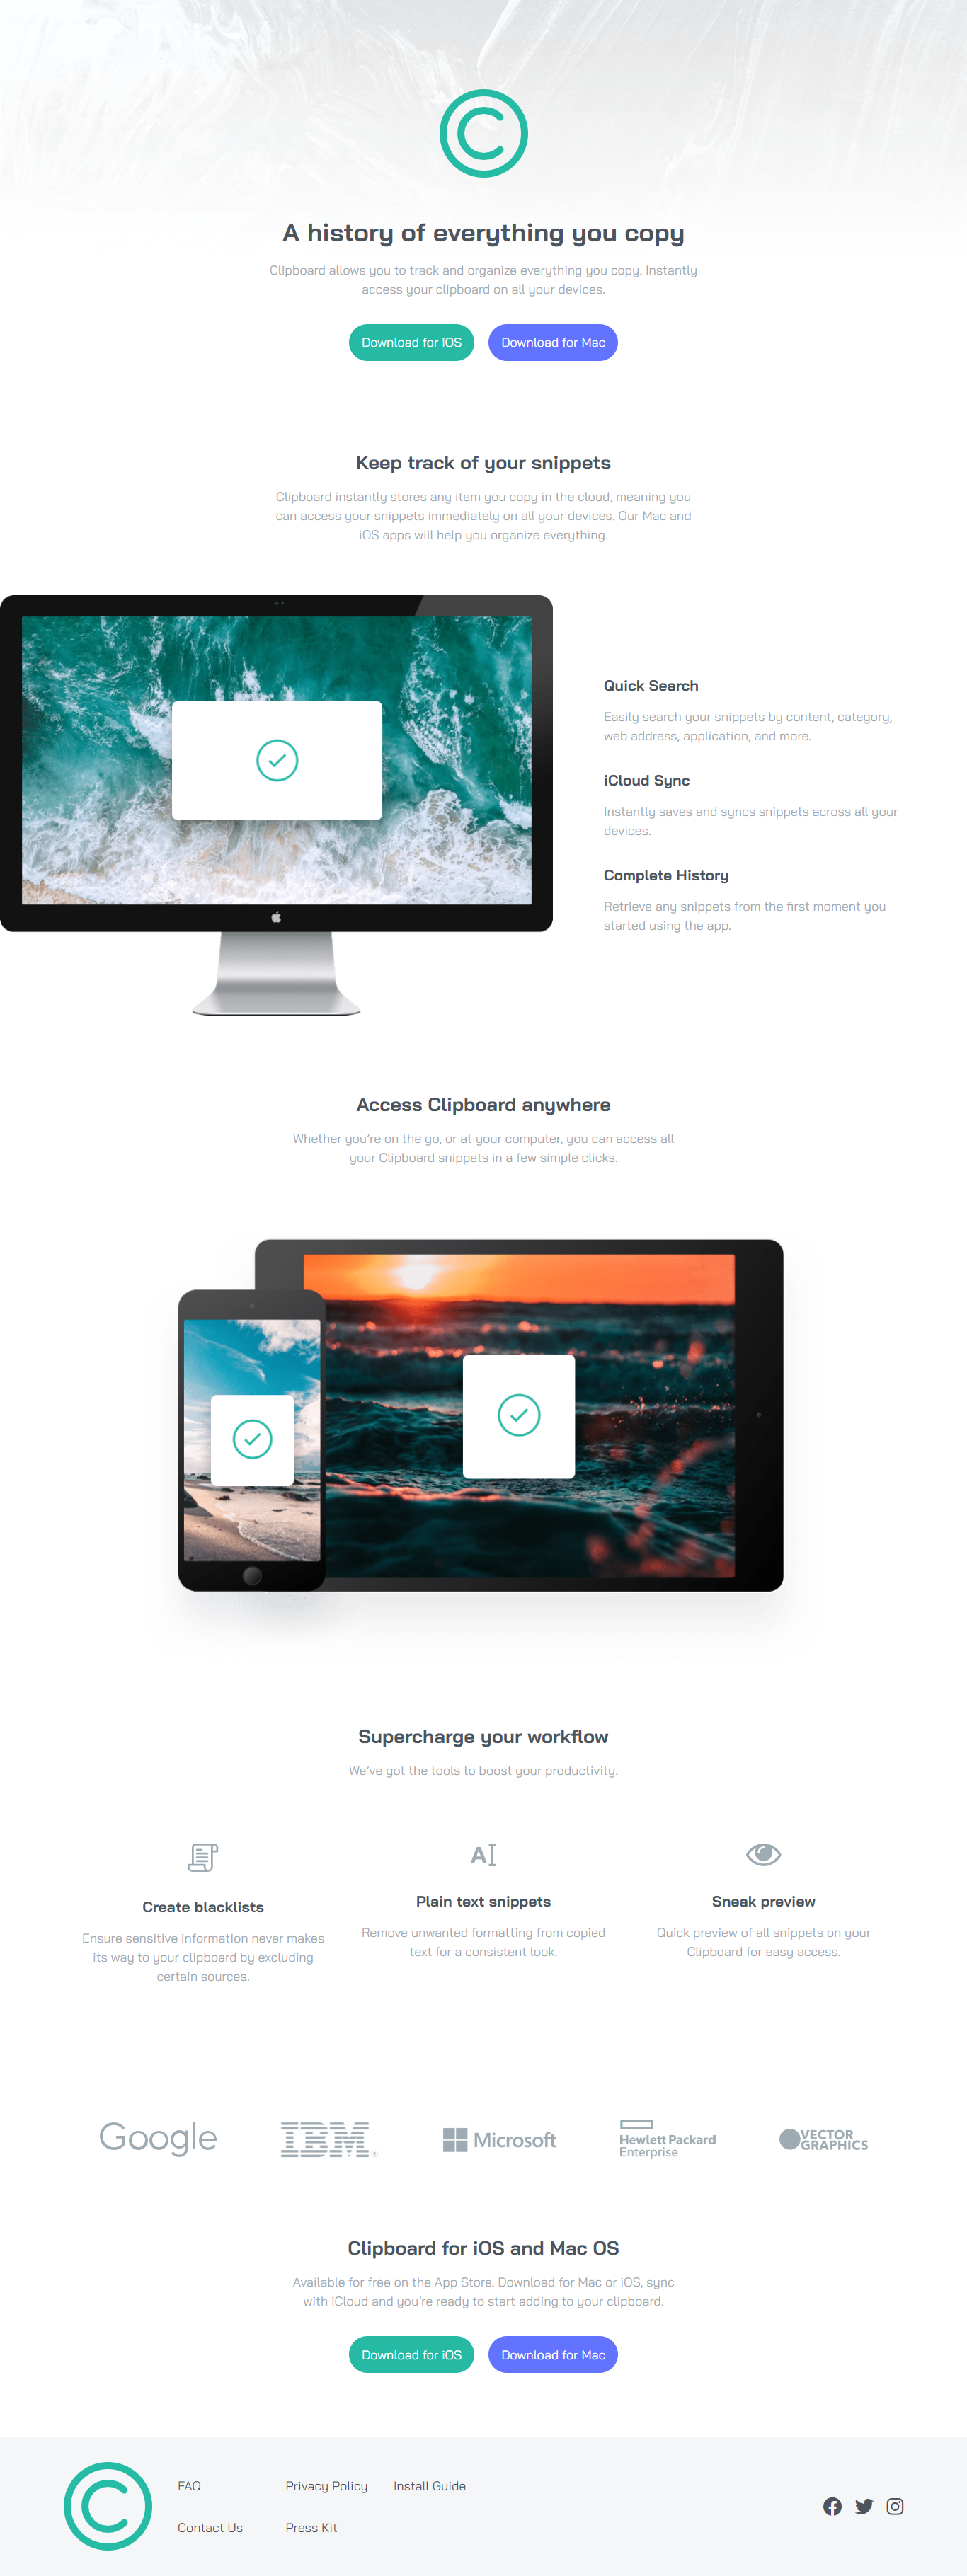 A history of everything you copy
Clipboard allows you to track and organize everything you copy. Instantly
access your clipboard on all your devices.
Download for iOS
Download for Mac
Keep track of your snippets
Clipboard instantly stores any item you copy in the cloud, meaning you
can access your snippets immediately on all your devices. Our Mac and
iOS apps will help you organize everything.
Quick Search
Easily search your snippets by content, category,
web address, application, and more.
iCloud Sync
Instantly saves and syncs snippets across all your
devices.
Complete History
Retrieve any snippets from the first moment you
started using the app.
Access Clipboard anywhere
Whether you’re on the go, or at your computer, you can access all
your Clipboard snippets in a few simple clicks.
Supercharge your workflow
We’ve got the tools to boost your productivity.
Create blacklists
Ensure sensitive information never makes
its way to your clipboard by excluding
certain sources.
Plain text snippets
Remove unwanted formatting from copied
text for a consistent look.
Sneak preview
Quick preview of all snippets on your
Clipboard for easy access.
Google
IBM
Microsoft
Hewlett Packard
Enterprise
VECTOR
GRAPHICS
Clipboard for iOS and Mac OS
Available for free on the App Store. Download for Mac or iOS, sync
with iCloud and you’re ready to start adding to your clipboard.
Download for iOS
Download for Mac
FAQ
Privacy Policy
Install Guide
Contact Us
Press Kit